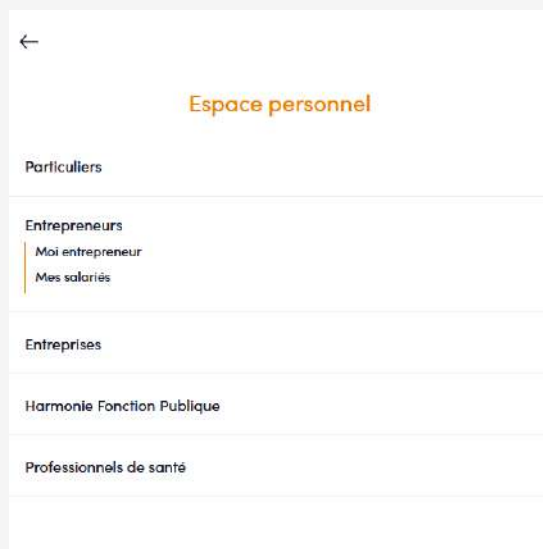 Espace personnel
Particuliers
Entrepreneurs
Moi entrepreneur
Mes salariés
Entreprises
Harmonie Fonction Publique
Professionnels de santé